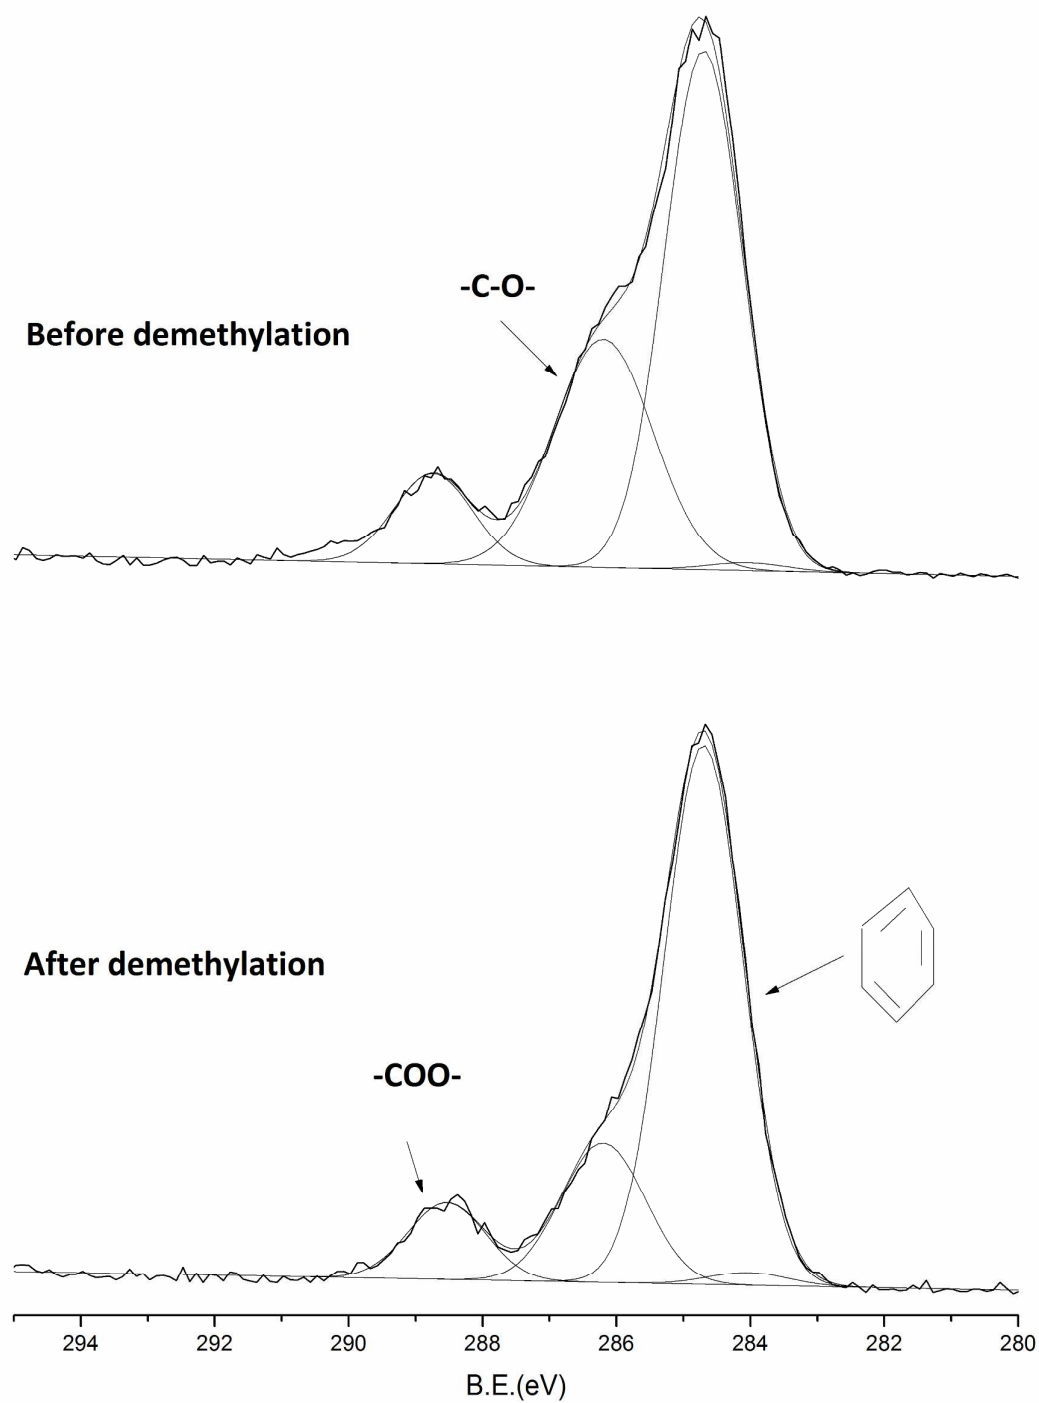 -C-O-
Before demethylation
After demethylation
-COO-
294 292 290 288 286 284 282 280
B.E.(eV)